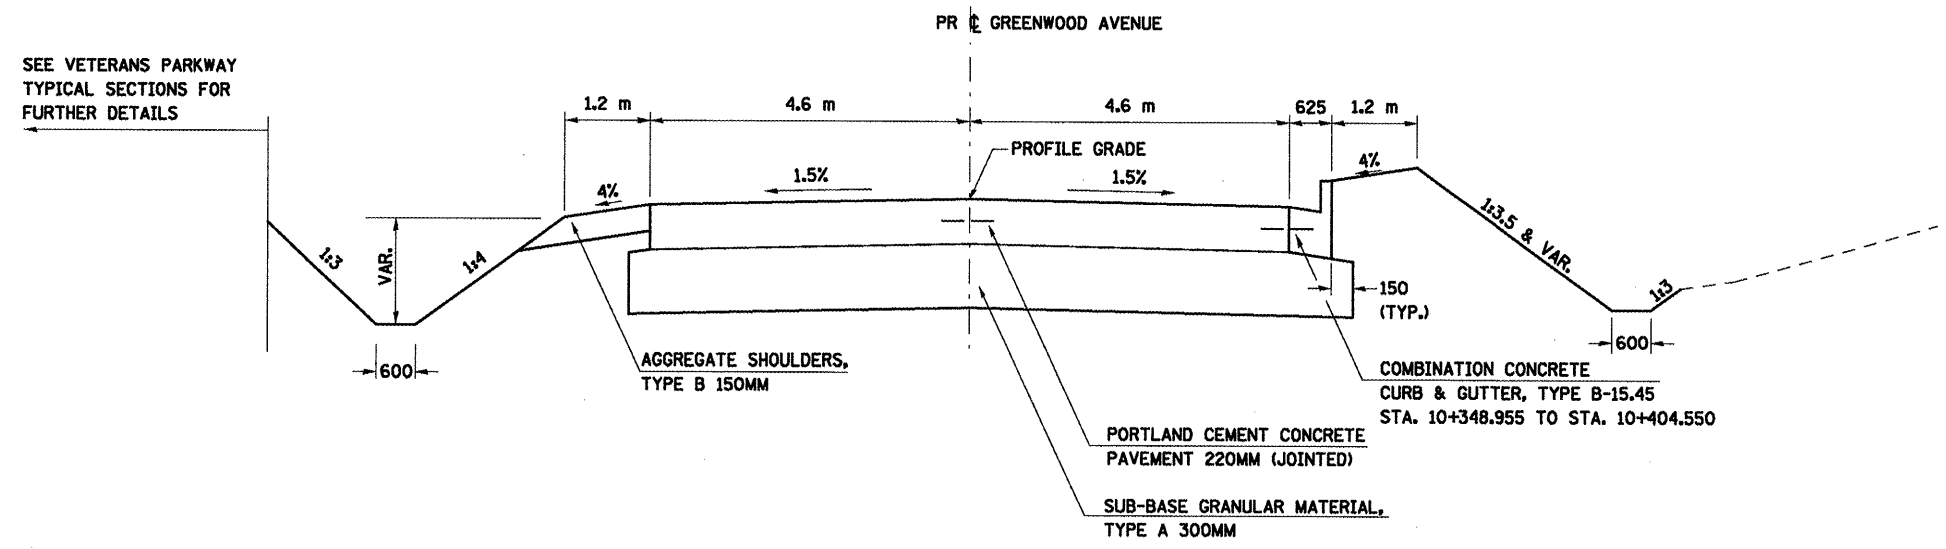 PR ℄ GREENWOOD AVENUE
SEE VETERANS PARKWAY
TYPICAL SECTIONS FOR
FURTHER DETAILS
1.2 m
4.6 m
4.6 m
625
1.2 m
PROFILE GRADE
4%
1.5%
1.5%
4%
1:3
VAR.
1:4
1:3.5 & VAR.
1:3
150
(TYP.)
600
600
AGGREGATE SHOULDERS,
TYPE B 150MM
COMBINATION CONCRETE
CURB & GUTTER, TYPE B-15.45
STA. 10+348.955 TO STA. 10+404.550
PORTLAND CEMENT CONCRETE
PAVEMENT 220MM (JOINTED)
SUB-BASE GRANULAR MATERIAL,
TYPE A 300MM